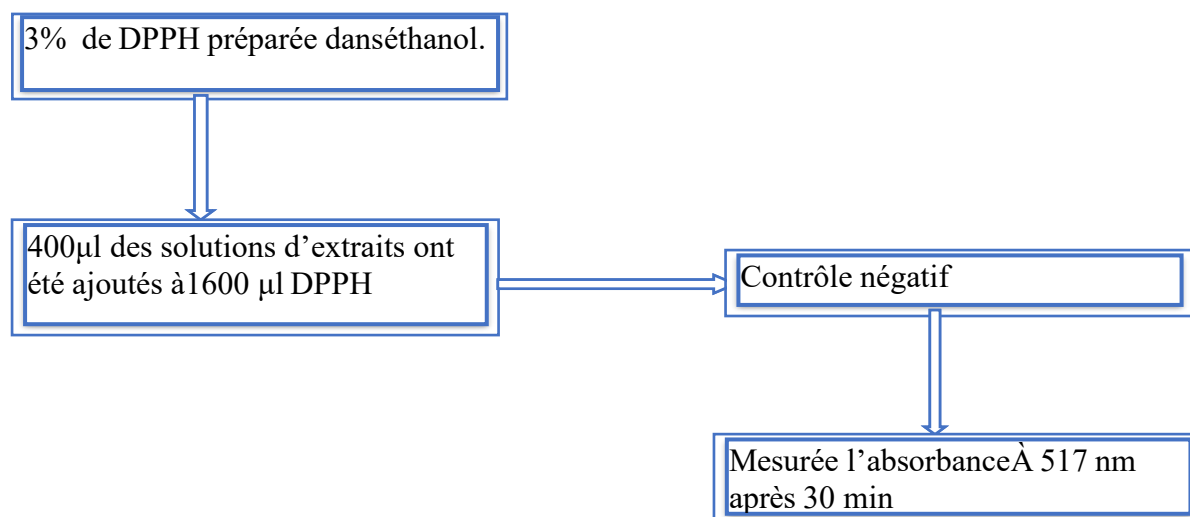 3% de DPPH préparée danséthanol.
400µl des solutions d’extraits ont
été ajoutés à1600 µl DPPH
Contrôle négatif
Mesurée l’absorbanceÀ 517 nm
après 30 min